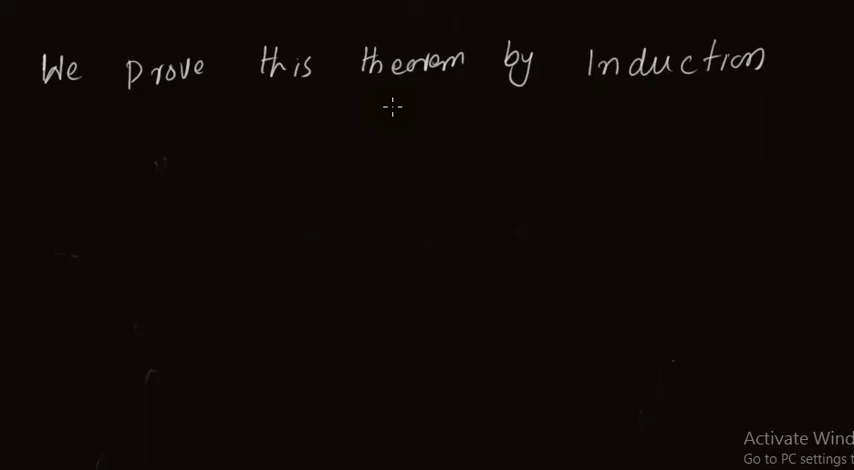 We prove this theorem by Induction
Activate Wind
Go to PC settings t